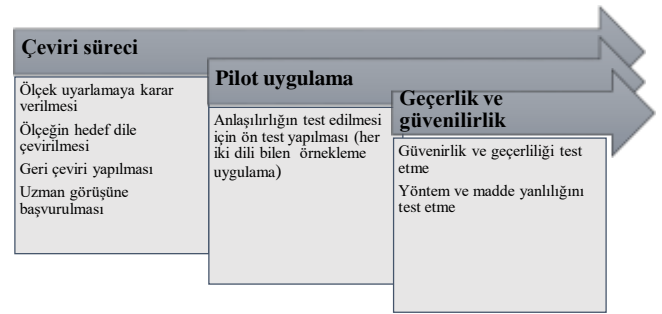 Çeviri süreci
Ölçek uyarlamaya karar
verilmesi
Ölçeğin hedef dile
çevirilmesi
Geri çeviri yapılması
Uzman görüşüne
başvurulması
Pilot uygulama
Anlaşılırlığın test edilmesi
için ön test yapılması (her
iki dili bilen örnekleme
uygulama)
Geçerlik ve
güvenilirlik
Güvenirlik ve geçerliliği test
etme
Yöntem ve madde yanlılığını
test etme